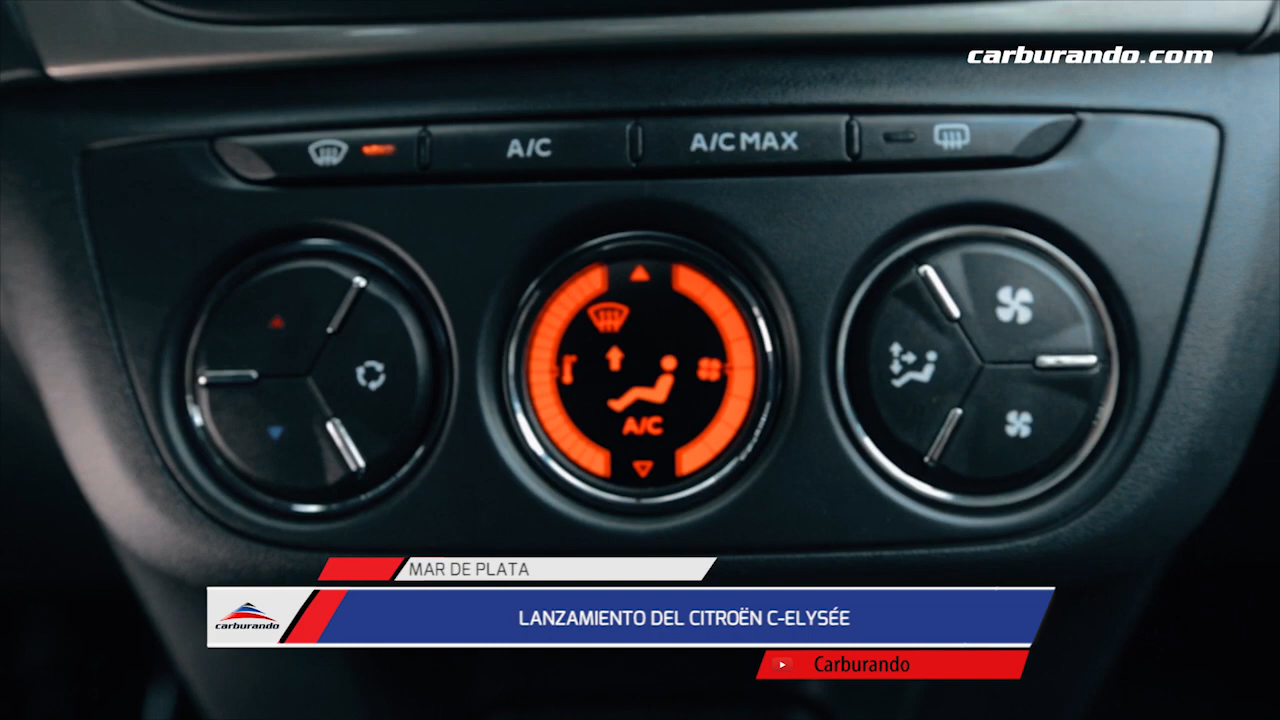 carburando.com
A/C
A/C MAX
A/C
MAR DE PLATA
LANZAMIENTO DEL CITROËN C-ELYSÉE
carburando
Carburando